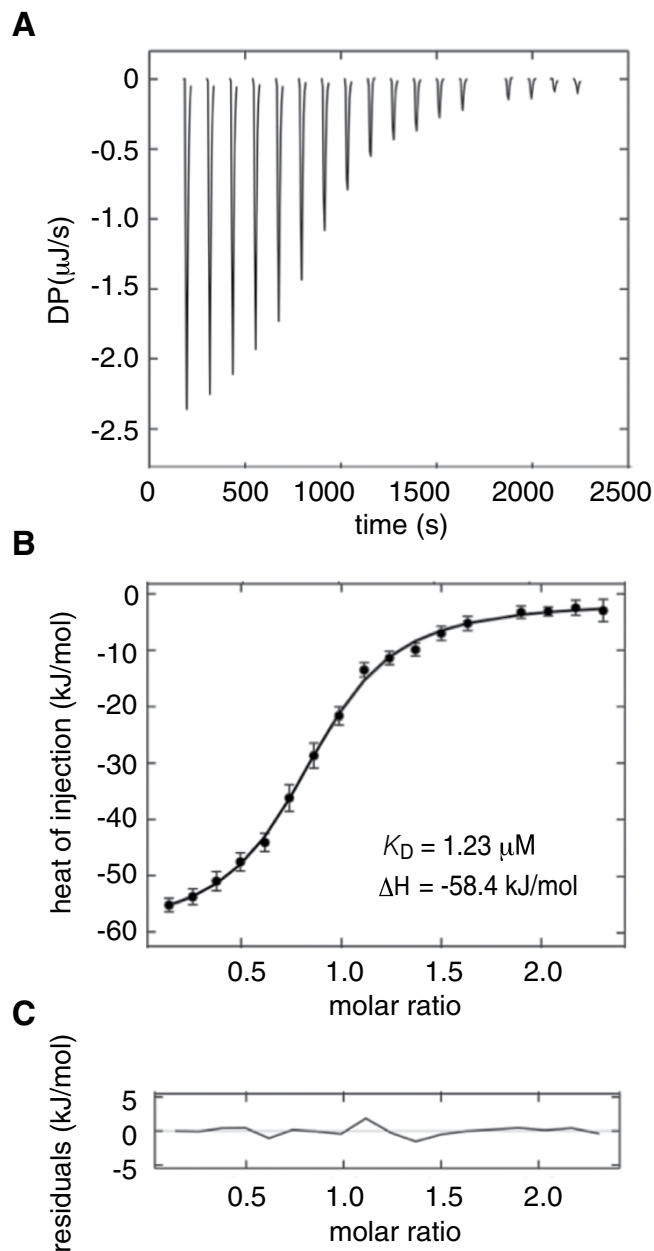 A
0
-0.5
-1.0
-1.5
-2.0
-2.5
DP(μJ/s)
0 500 1000 1500 2000 2500
time (s)
B
0
-10
-20
-30
-40
-50
-60
heat of injection (kJ/mol)
KD = 1.23 μM
ΔH = -58.4 kJ/mol
0.5 1.0 1.5 2.0
molar ratio
C
5
0
-5
residuals (kJ/mol)
0.5 1.0 1.5 2.0
molar ratio